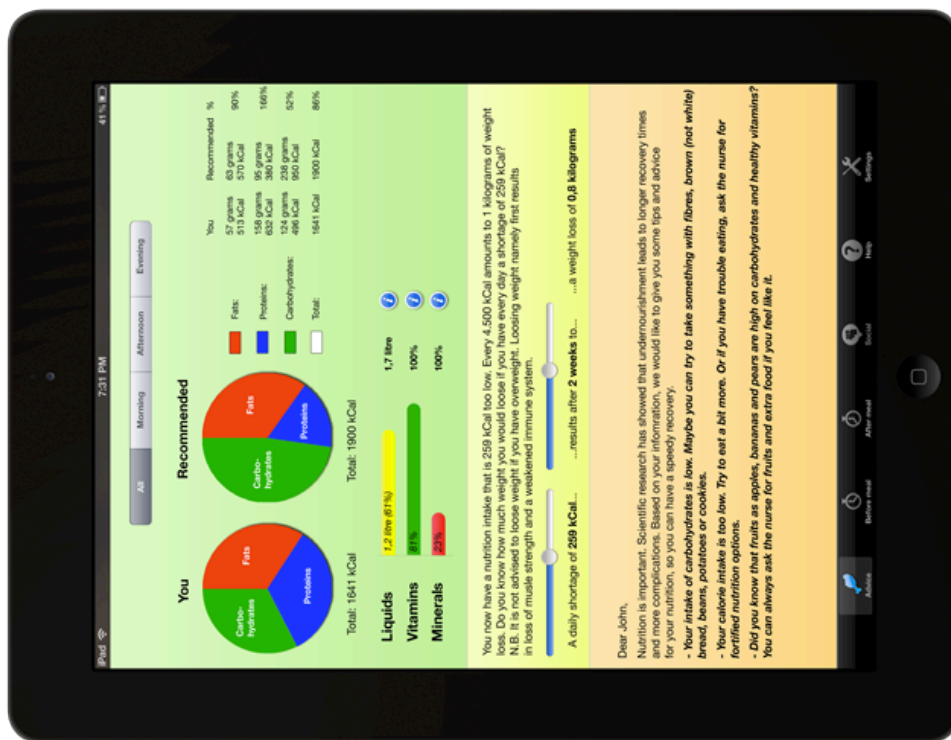 iPad
7:31 PM
41 %
All
Morning
Afternoon
Evening
You
Recommended
Carbo-
hydrates
Fats
Proteins
Carbo-
hydrates
Fats
Proteins
Total: 1641 kCal
Total: 1900 kCal
You
Recommended
%
Fats:
57 grams
513 kCal
63 grams
570 kCal
90%
Proteins:
158 grams
632 kCal
95 grams
380 kCal
166%
Carbohydrates:
124 grams
496 kCal
238 grams
950 kCal
52%
Total:
1641 kCal
1900 kCal
86%
Liquids
1,2 litre (61%)
1,7 litre
i
Vitamins
81%
100%
i
Minerals
23%
100%
i
You now have a nutrition intake that is 259 kCal too low. Every 4.500 kCal amounts to 1 kilograms of weight
loss. Do you know how much weight you would loose if you have every day a shortage of 259 kCal?
N.B. It is not advised to loose weight if you have overweight. Loosing weight namely first results
in loss of musle strength and a weakened immune system.
A daily shortage of 259 kCal...
...results after 2 weeks to...
...a weight loss of 0,8 kilograms
Dear John,
Nutrition is important. Scientific research has showed that undernourishment leads to longer recovery times
and more complications. Based on your infomration, we would like to give you some tips and advice
for your nutrition, so you can have a speedy recovery.
- Your intake of carbohydrates is low. Maybe you can try to take something with fibres, brown (not white)
bread, beans, potatoes or cookies.
- Your calorie intake is too low. Try to eat a bit more. Or if you have trouble eating, ask the nurse for
fortified nutrition options.
- Did you know that fruits as apples, bananas and pears are high on carbohydrates and healthy vitamins?
You can always ask the nurse for fruits and extra food if you feel like it.
Advice
Before meal
After meal
Social
Help
Settings